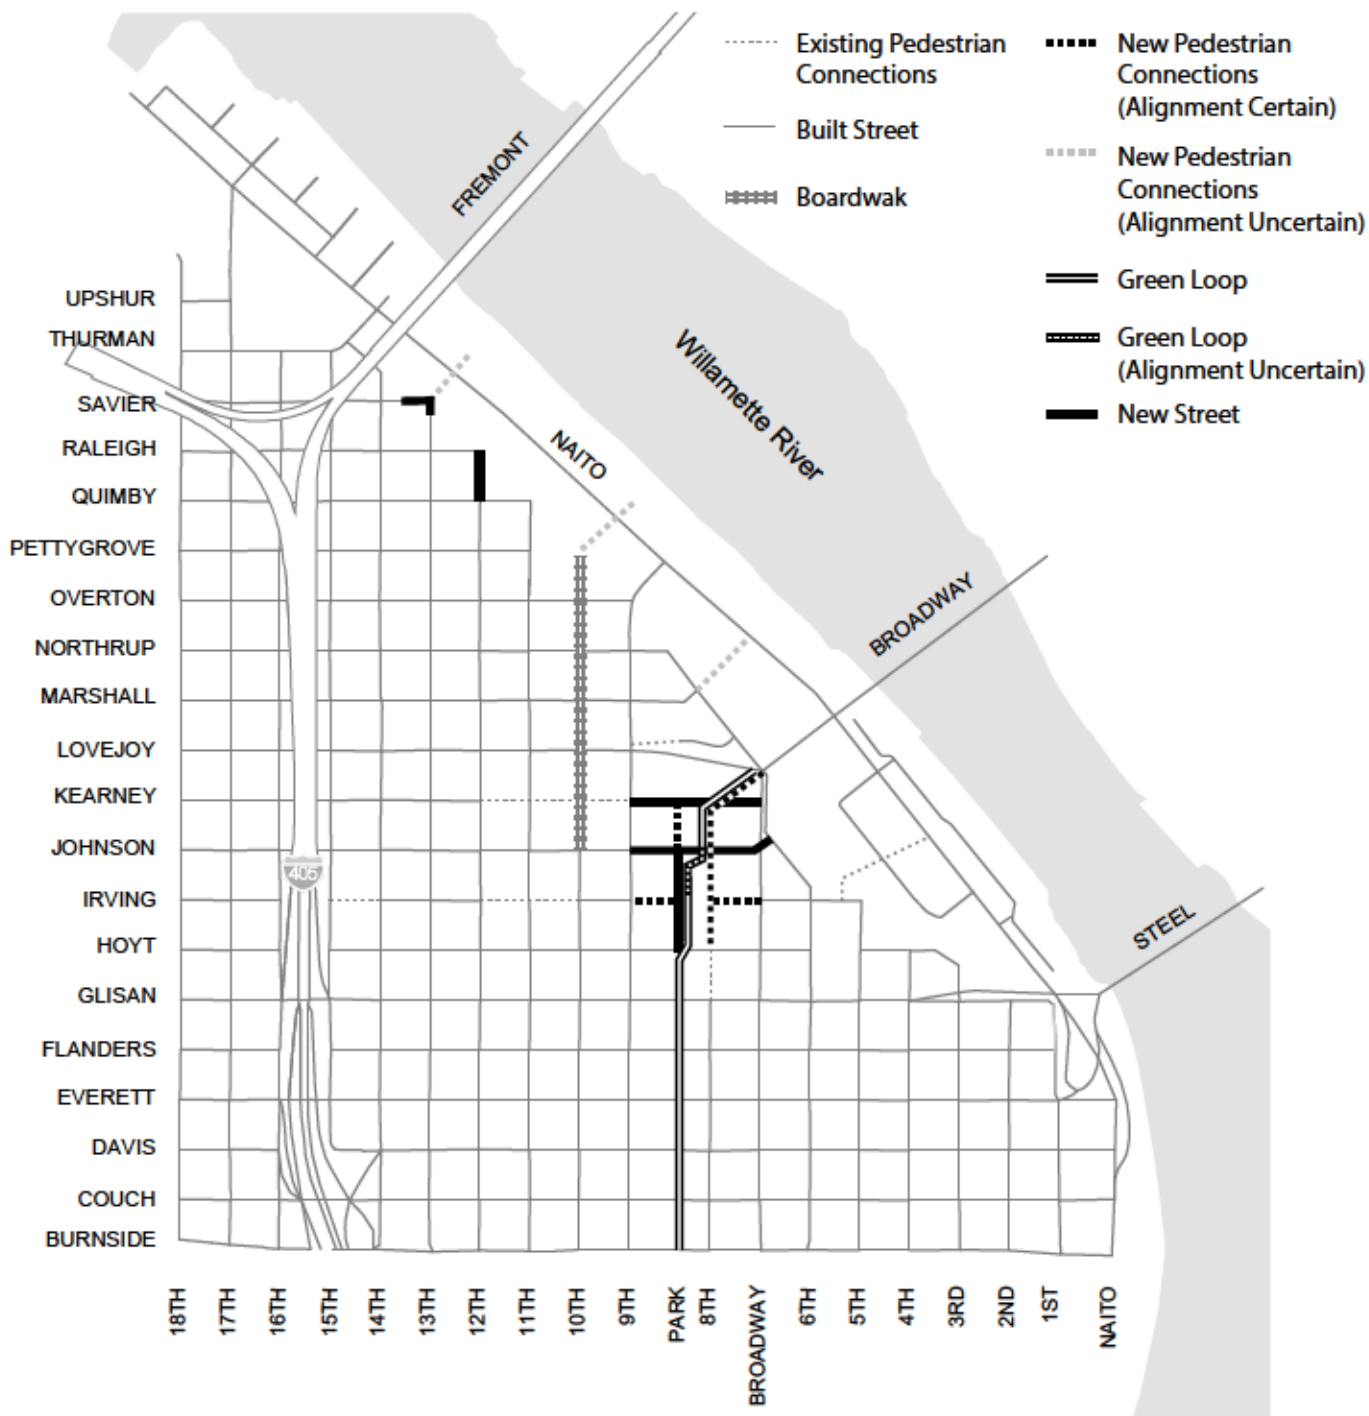 Existing Pedestrian
Connections
Built Street
Boardwak
New Pedestrian
Connections
(Alignment Certain)
New Pedestrian
Connections
(Alignment Uncertain)
Green Loop
Green Loop
(Alignment Uncertain)
New Street
FREMONT
Willamette River
NAITO
BROADWAY
STEEL
405
UPSHUR
THURMAN
SAVIER
RALEIGH
QUIMBY
PETTYGROVE
OVERTON
NORTHRUP
MARSHALL
LOVEJOY
KEARNEY
JOHNSON
IRVING
HOYT
GLISAN
FLANDERS
EVERETT
DAVIS
COUCH
BURNSIDE
18TH
17TH
16TH
15TH
14TH
13TH
12TH
11TH
10TH
9TH
PARK
8TH
BROADWAY
6TH
5TH
4TH
3RD
2ND
1ST
NAITO